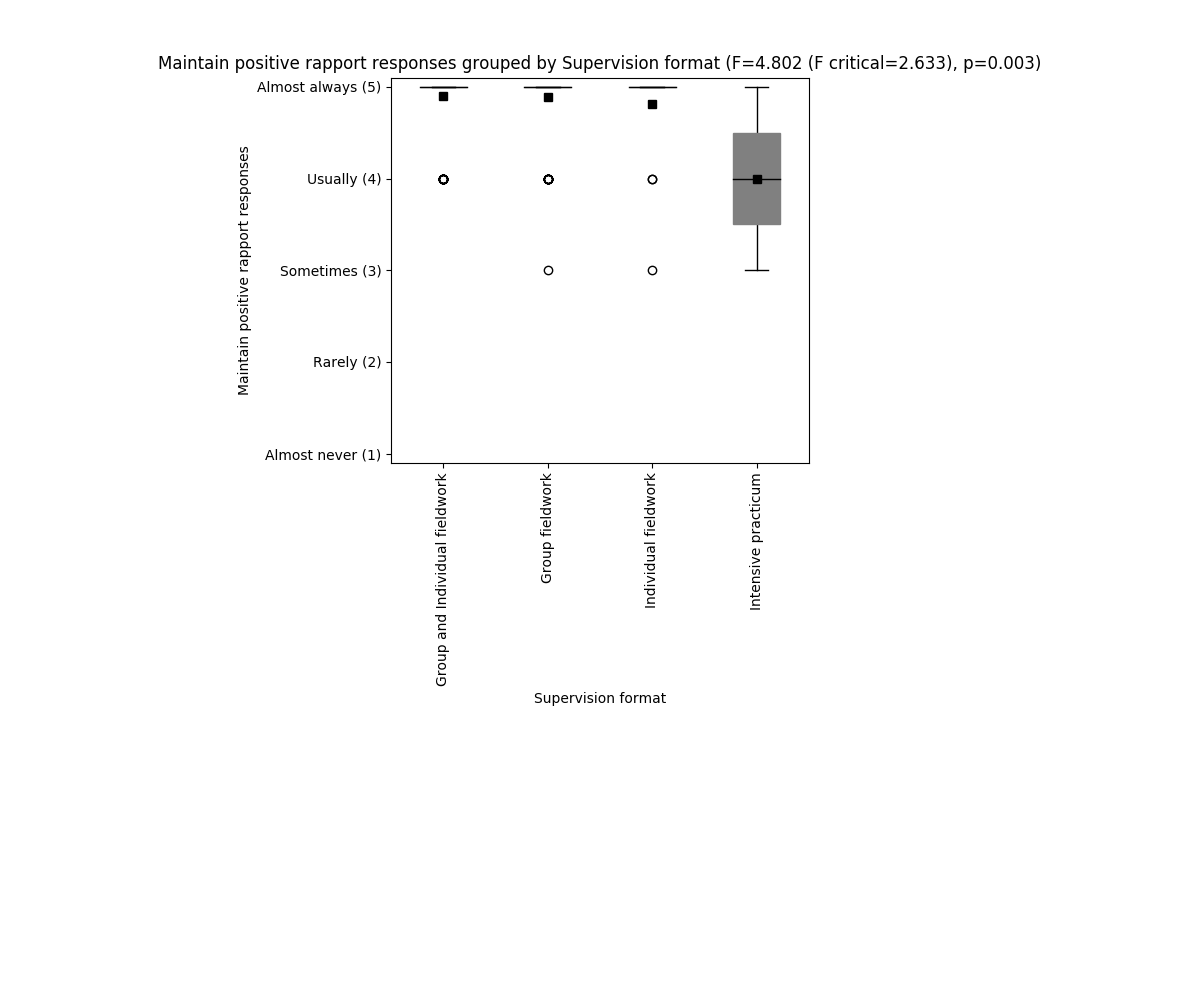 Maintain positive rapport responses grouped by Supervision format (F=4.802 (F critical=2.633), p=0.003)
Maintain positive rapport responses
Almost always (5)
Usually (4)
Sometimes (3)
Rarely (2)
Almost never (1)
Group and Individual fieldwork
Group fieldwork
Individual fieldwork
Intensive practicum
Supervision format